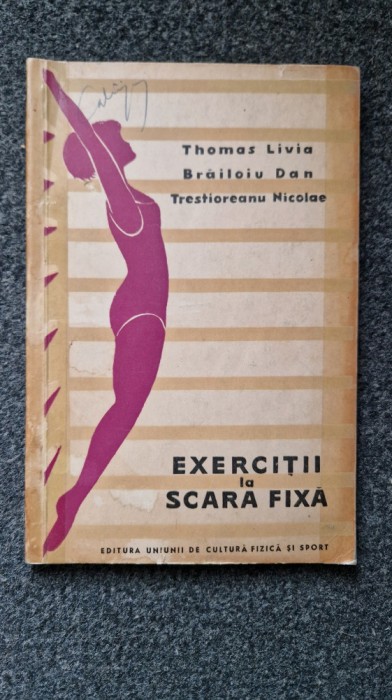 Thomas Livia
Brăiloiu Dan
Trestioreanu Nicolae
EXERCIȚII
la
SCARA FIXĂ
EDITURA UNIUNII DE CULTURĂ FIZICĂ ȘI SPORT